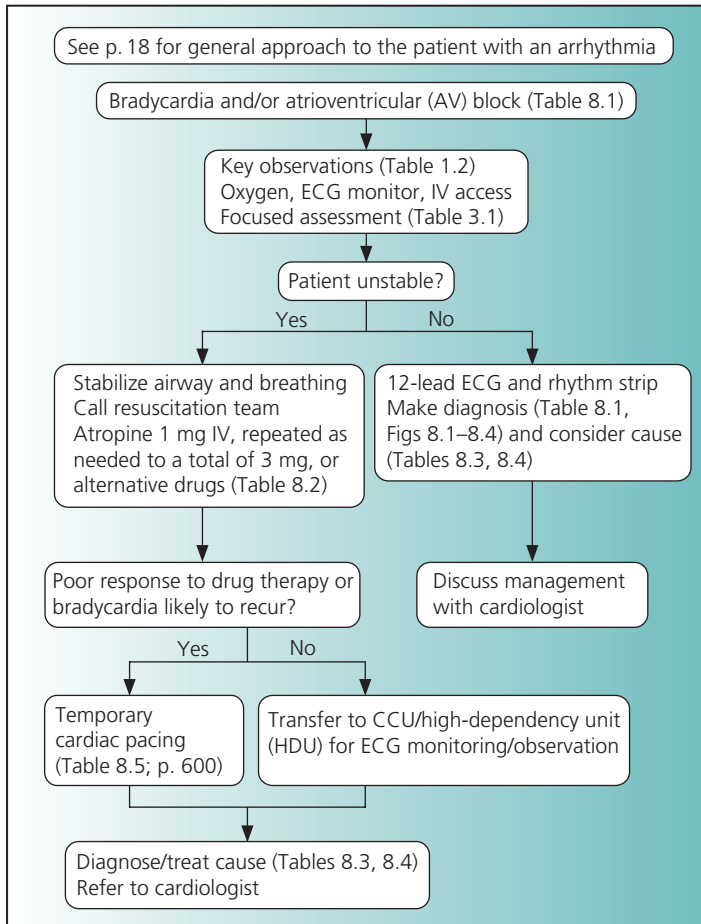 See p. 18 for general approach to the patient with an arrhythmia
Bradycardia and/or atrioventricular (AV) block (Table 8.1)
Key observations (Table 1.2)
Oxygen, ECG monitor, IV access
Focused assessment (Table 3.1)
Patient unstable?
Yes
No
Stabilize airway and breathing
Call resuscitation team
Atropine 1 mg IV, repeated as
needed to a total of 3 mg, or
alternative drugs (Table 8.2)
12-lead ECG and rhythm strip
Make diagnosis (Table 8.1,
Figs 8.1–8.4) and consider cause
(Tables 8.3, 8.4)
Poor response to drug therapy or
bradycardia likely to recur?
Discuss management
with cardiologist
Yes
No
Temporary
cardiac pacing
(Table 8.5; p. 600)
Transfer to CCU/high-dependency unit
(HDU) for ECG monitoring/observation
Diagnose/treat cause (Tables 8.3, 8.4)
Refer to cardiologist